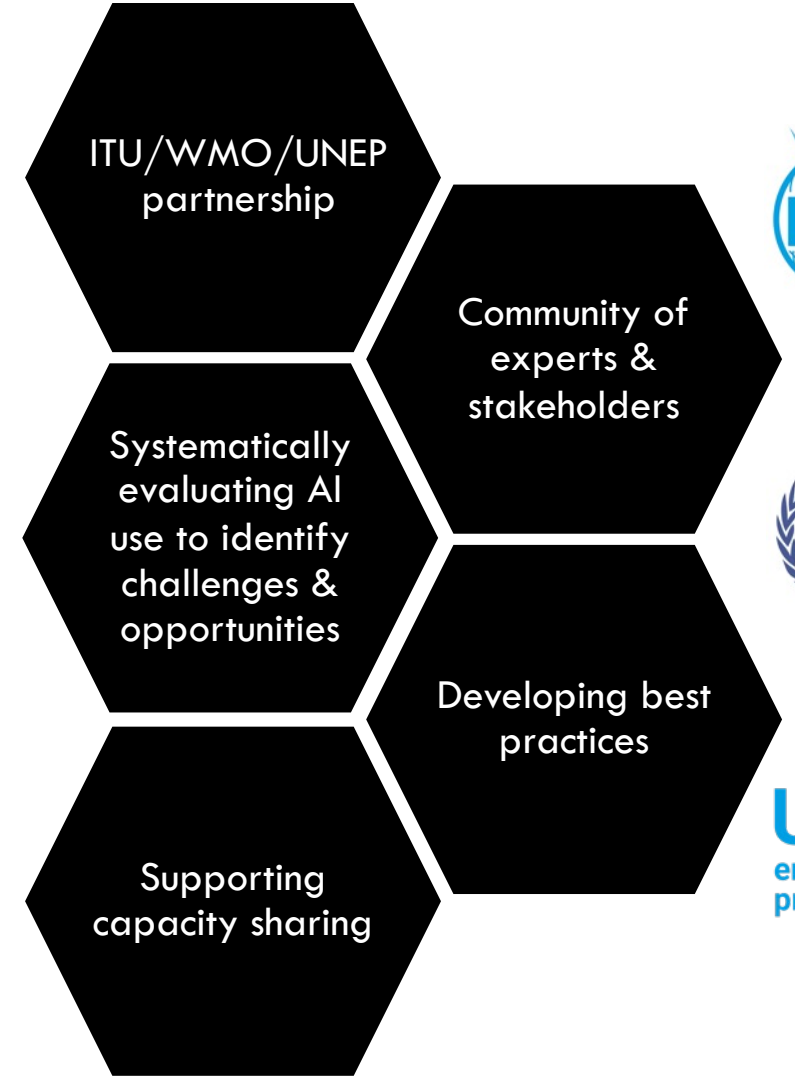 ITU/WMO/UNEP
partnership
Community of
experts &
stakeholders
Systematically
evaluating AI
use to identify
challenges &
opportunities
Developing best
practices
Supporting
capacity sharing